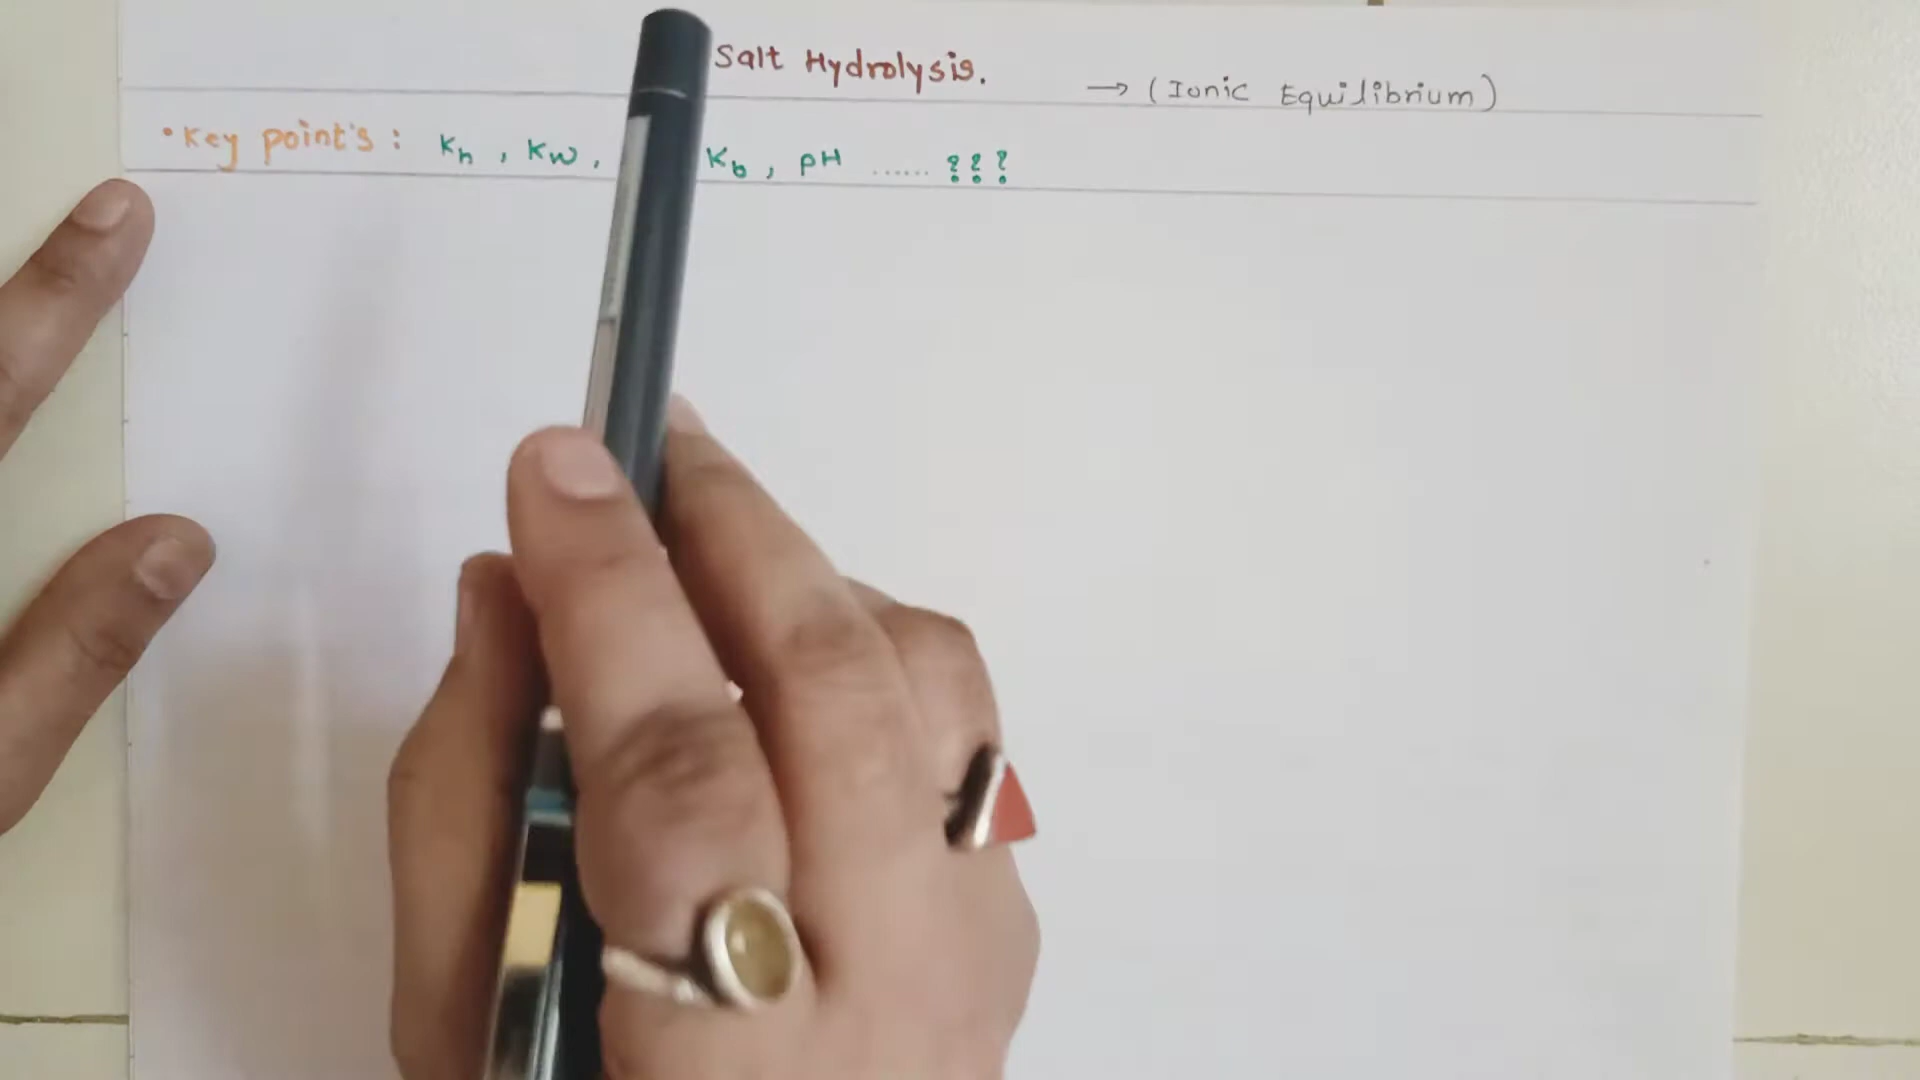 Salt Hydrolysis. → (Ionic Equilibrium)
• Key point's : Kh , Kw , Kb , pH ...... ???